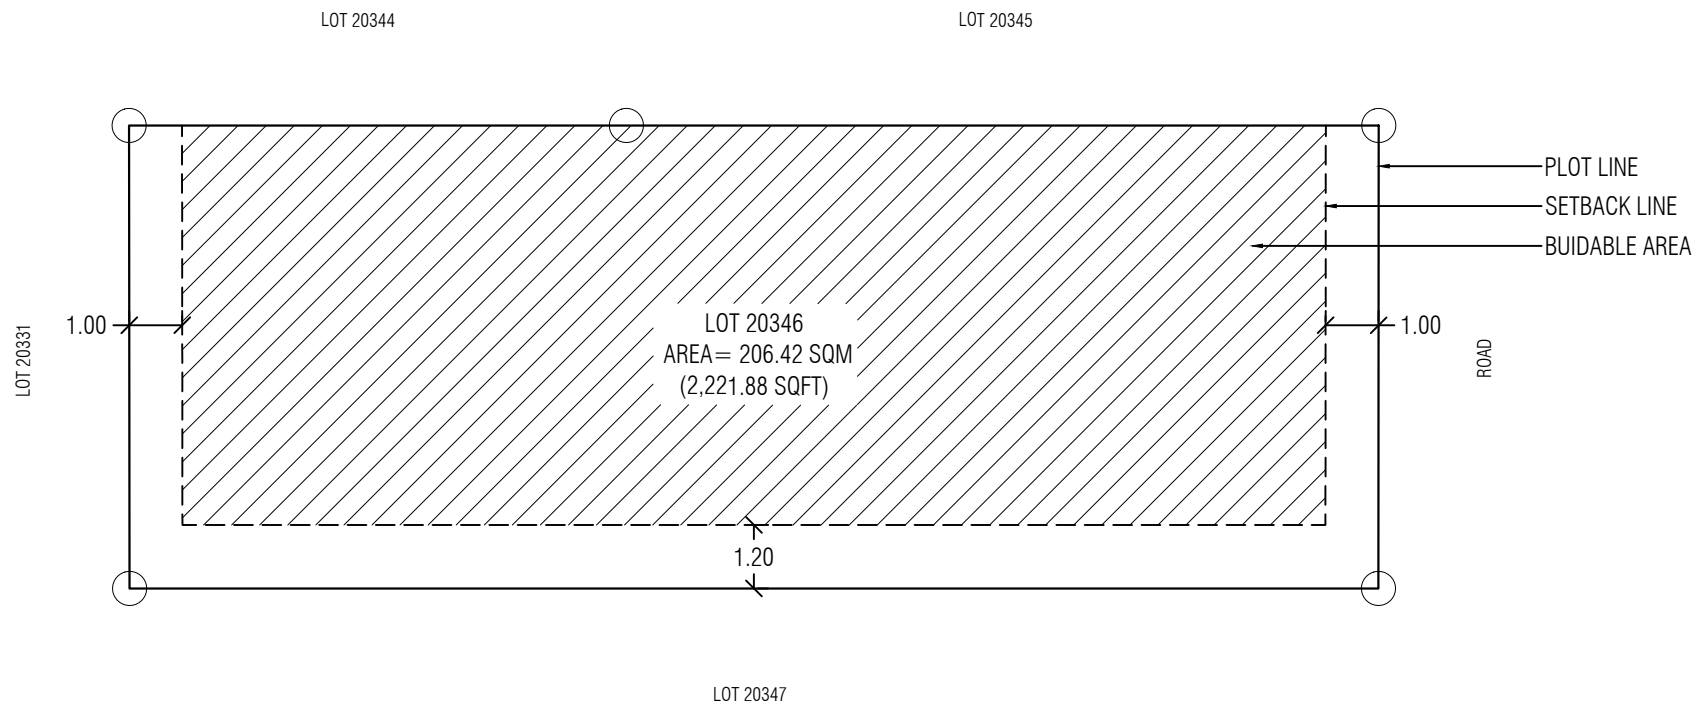 LOT 20344
LOT 20345
PLOT LINE
SETBACK LINE
BUIDABLE AREA
LOT 20331
1.00
LOT 20346
AREA= 206.42 SQM
(2,221.88 SQFT)
1.00
ROAD
1.20
LOT 20347